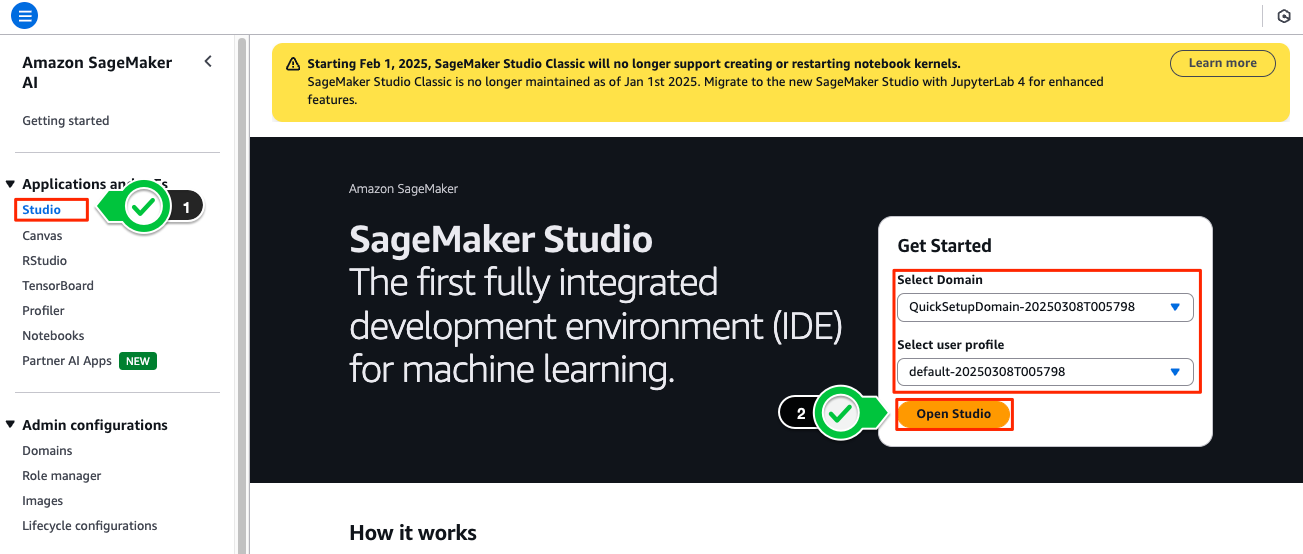 Amazon SageMaker
AI
Getting started
Applications and
Studio
1
Canvas
RStudio
TensorBoard
Profiler
Notebooks
Partner AI Apps NEW
Admin configurations
Domains
Role manager
Images
Lifecycle configurations
Starting Feb 1, 2025, SageMaker Studio Classic will no longer support creating or restarting notebook kernels.
SageMaker Studio Classic is no longer maintained as of Jan 1st 2025. Migrate to the new SageMaker Studio with JupyterLab 4 for enhanced
features.
Learn more
Amazon SageMaker
SageMaker Studio
The first fully integrated
development environment (IDE)
for machine learning.
Get Started
Select Domain
QuickSetupDomain-20250308T005798
Select user profile
default-20250308T005798
2
Open Studio
How it works